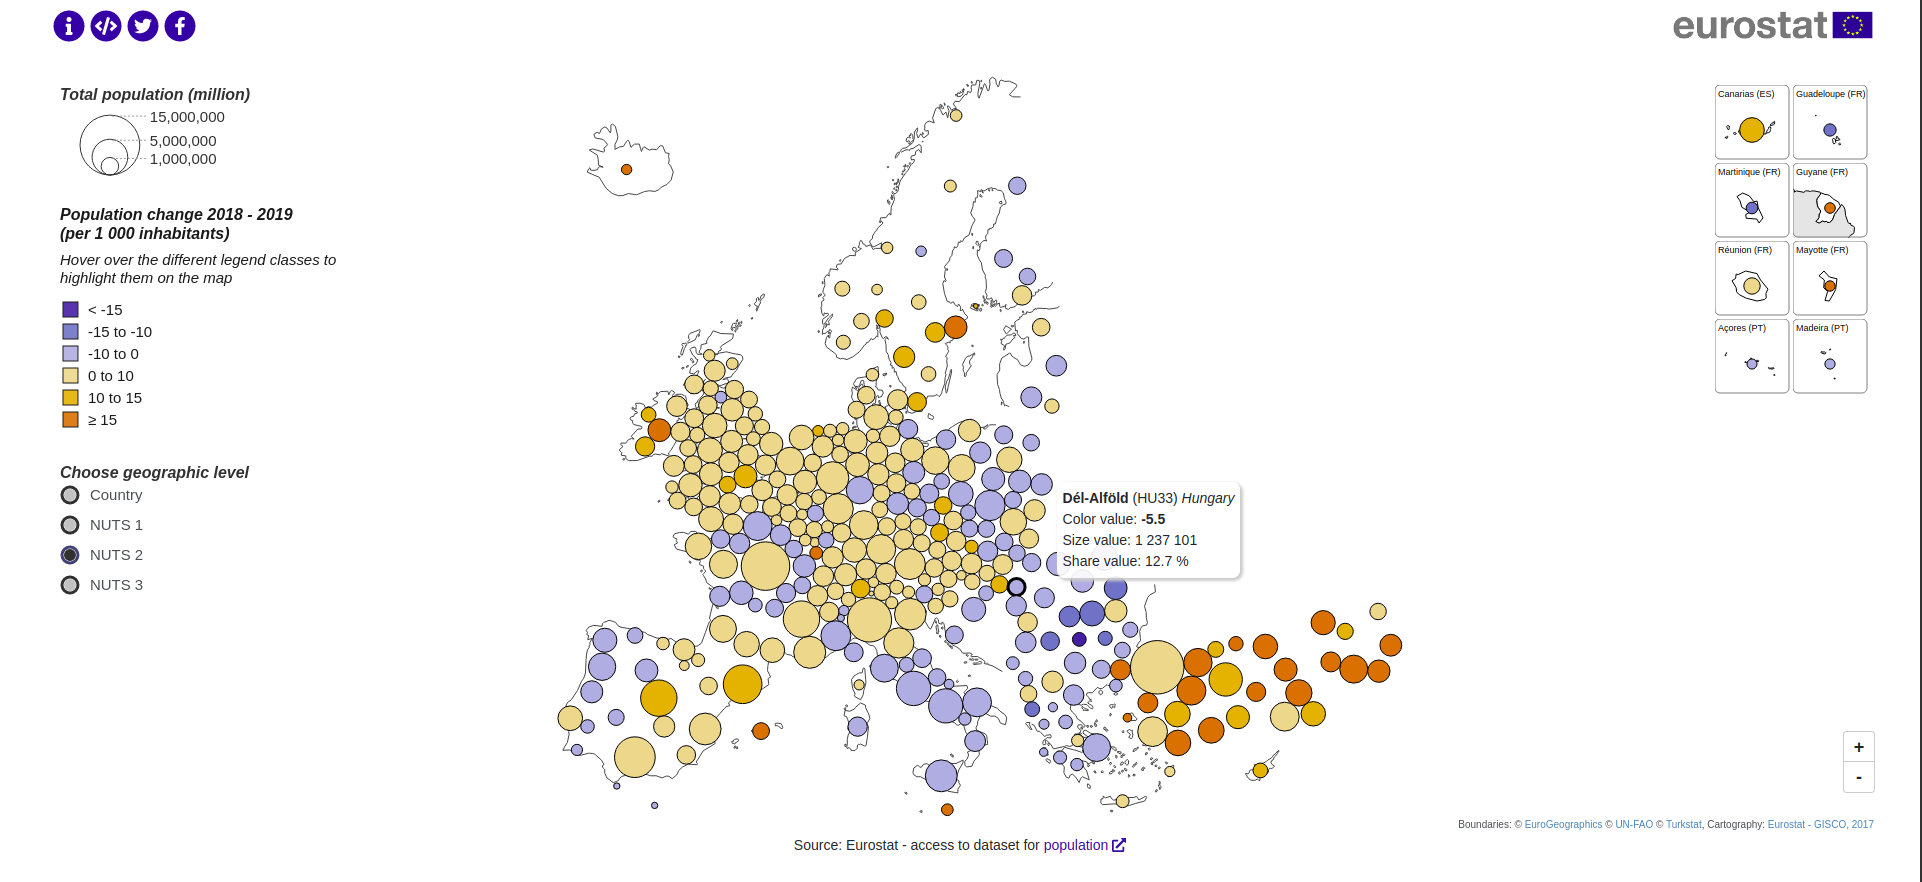 eurostat
Total population (million)
15,000,000
5,000,000
1,000,000
Population change 2018 - 2019
(per 1 000 inhabitants)
Hover over the different legend classes to
highlight them on the map
< -15
-15 to -10
-10 to 0
0 to 10
10 to 15
≥ 15
Choose geographic level
Country
NUTS 1
NUTS 2
NUTS 3
Dél-Alföld (HU33) Hungary
Color value: -5.5
Size value: 1 237 101
Share value: 12.7 %
Canarias (ES)
Guadeloupe (FR)
Martinique (FR)
Guyane (FR)
Réunion (FR)
Mayotte (FR)
Açores (PT)
Madeira (PT)
+
-
Boundaries: © EuroGeographics © UN-FAO © Turkstat, Cartography: Eurostat - GISCO, 2017
Source: Eurostat - access to dataset for population